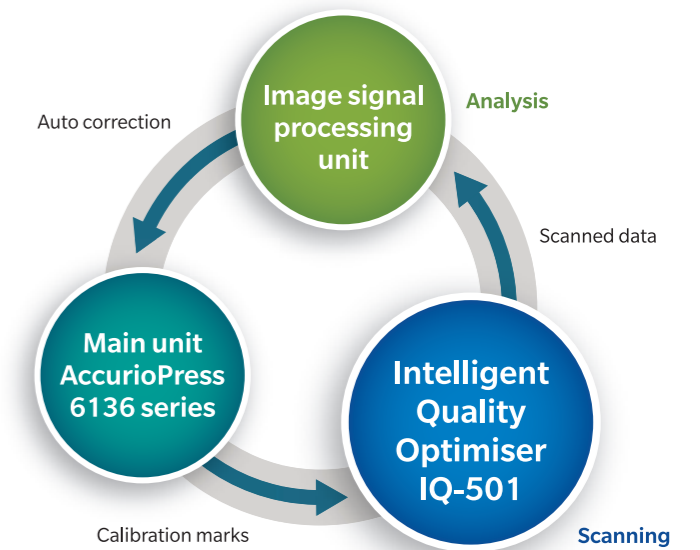 Image signal
processing
unit
Analysis
Auto correction
Scanned data
Main unit
AccurioPress
6136 series
Intelligent
Quality
Optimiser
IQ-501
Calibration marks
Scanning